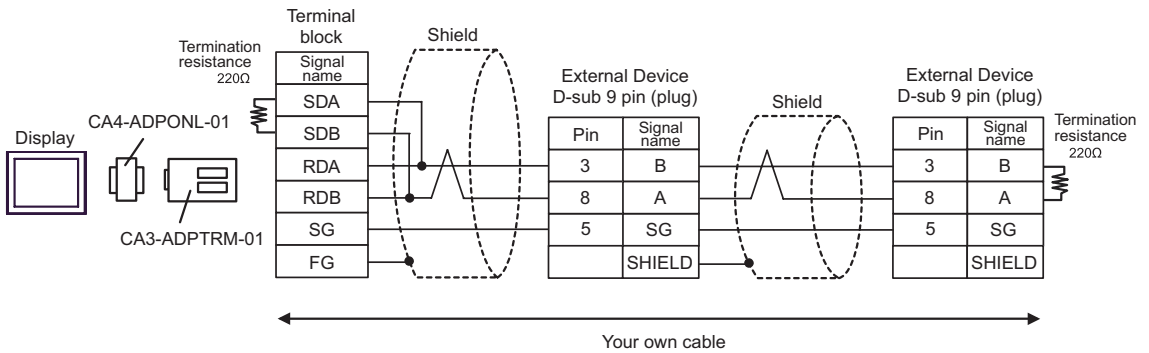 Terminal
block
Shield
Termination
resistance
220Ω
Signal
name
SDA
SDB
RDA
RDB
SG
FG
Display
CA4-ADPONL-01
CA3-ADPTRM-01
External Device
D-sub 9 pin (plug)
Pin Signal
name
3 B
8 A
5 SG
SHIELD
Shield
External Device
D-sub 9 pin (plug)
Pin Signal
name
3 B
8 A
5 SG
SHIELD
Termination
resistance
220Ω
Your own cable